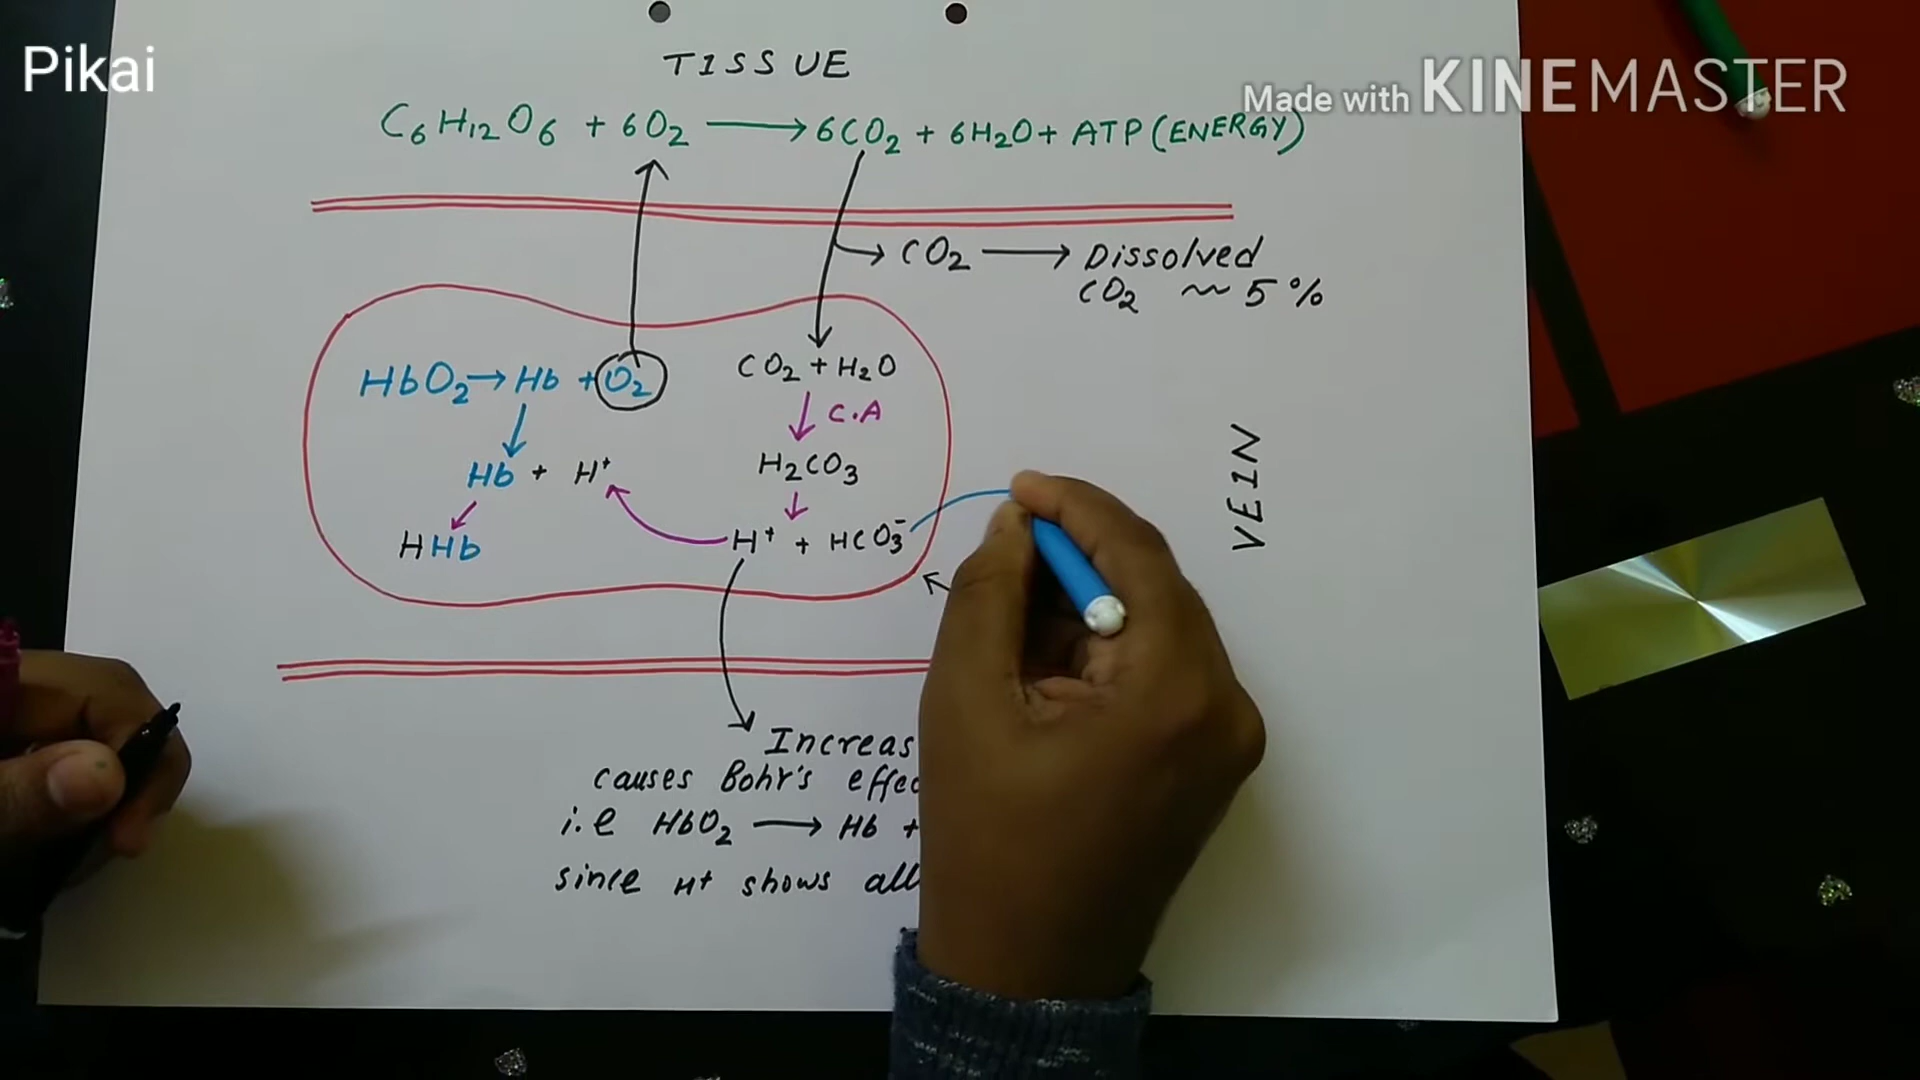 Pikai
Made with KINEMASTER
TISSUE
C6H12O6 + 6O2 → 6CO2 + 6H2O + ATP (ENERGY)
CO2 → Dissolved
CO2 ~ 5%
HbO2 → Hb + O2
CO2 + H2O
↓ C.A
Hb + H+
H2CO3
HHb
H+ + HCO3-
VEIN
Increas
causes Bohr's effec
i.e HbO2 → Hb +
since H+ shows all